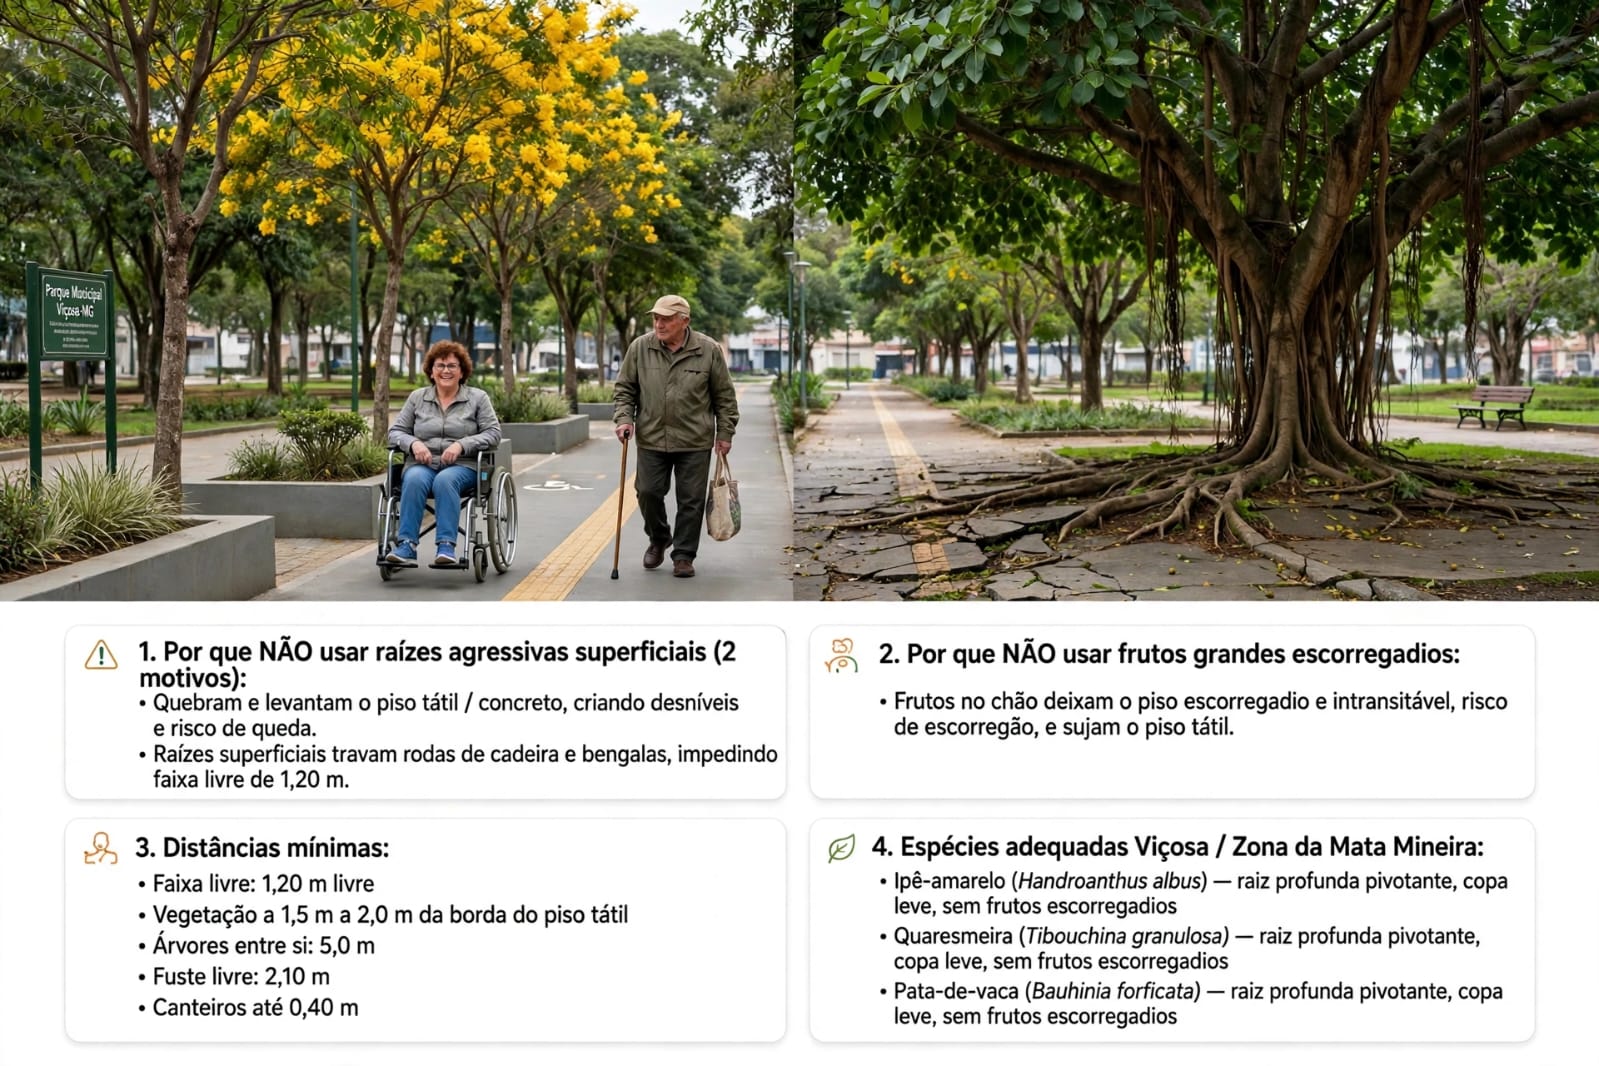 Parque Municipal
Viçosa-MG
1. Por que NÃO usar raízes agressivas superficiais (2
motivos):
• Quebram e levantam o piso tátil / concreto, criando desníveis
e risco de queda.
• Raízes superficiais travam rodas de cadeira e bengalas, impedindo
faixa livre de 1,20 m.
2. Por que NÃO usar frutos grandes escorregadios:
• Frutos no chão deixam o piso escorregadio e intransitável, risco
de escorregão, e sujam o piso tátil.
3. Distâncias mínimas:
• Faixa livre: 1,20 m livre
• Vegetação a 1,5 m a 2,0 m da borda do piso tátil
• Árvores entre si: 5,0 m
• Fuste livre: 2,10 m
• Canteiros até 0,40 m
4. Espécies adequadas Viçosa / Zona da Mata Mineira:
• Ipê-amarelo (Handroanthus albus) — raiz profunda pivotante, copa
leve, sem frutos escorregadios
• Quaresmeira (Tibouchina granulosa) — raiz profunda pivotante,
copa leve, sem frutos escorregadios
• Pata-de-vaca (Bauhinia forficata) — raiz profunda pivotante, copa
leve, sem frutos escorregadios